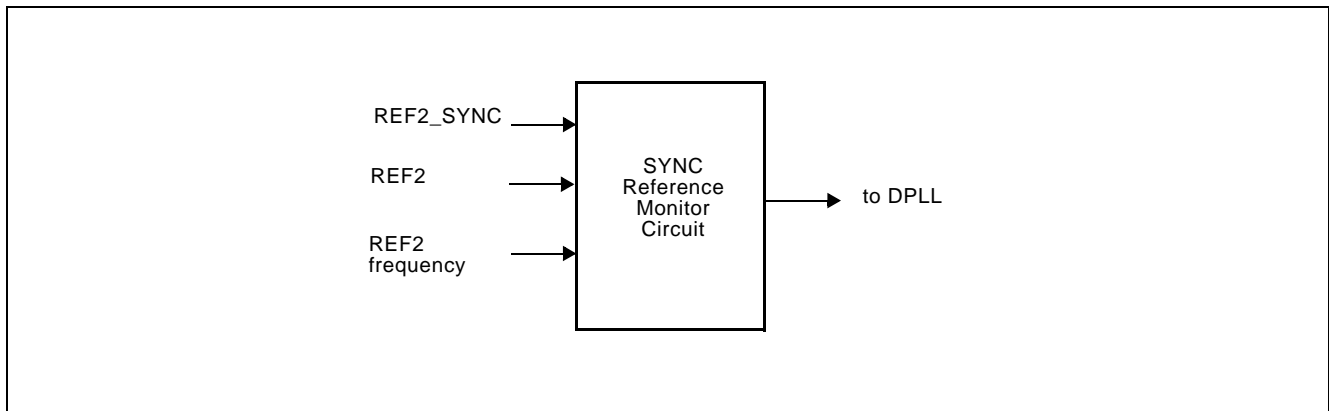 REF2_SYNC
REF2
REF2
frequency
SYNC
Reference
Monitor
Circuit
to DPLL